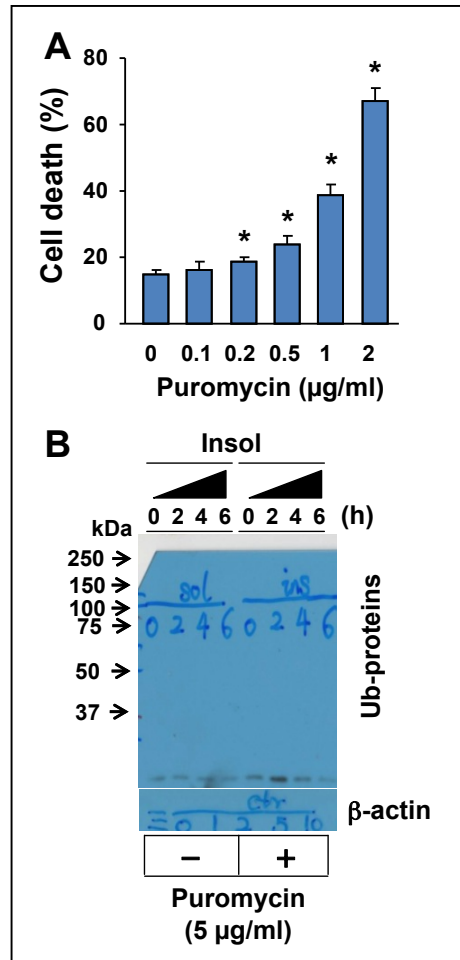 A
Cell death (%)
80
60
40
20
0
0 0.1 0.2 0.5 1 2
Puromycin (µg/ml)
* * * *
B
Insol
0 2 4 6 0 2 4 6 (h)
kDa
250
150
100
75
50
37
sol ins
0 2 4 6 0 2 4 6
Ub-proteins
ctr
0 1 2 .5 10
β-actin
− +
Puromycin
(5 µg/ml)